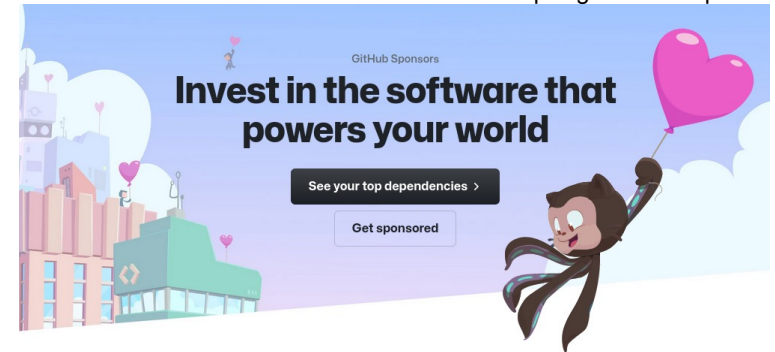 GitHub Sponsors
Invest in the software that
powers your world
See your top dependencies >
Get sponsored